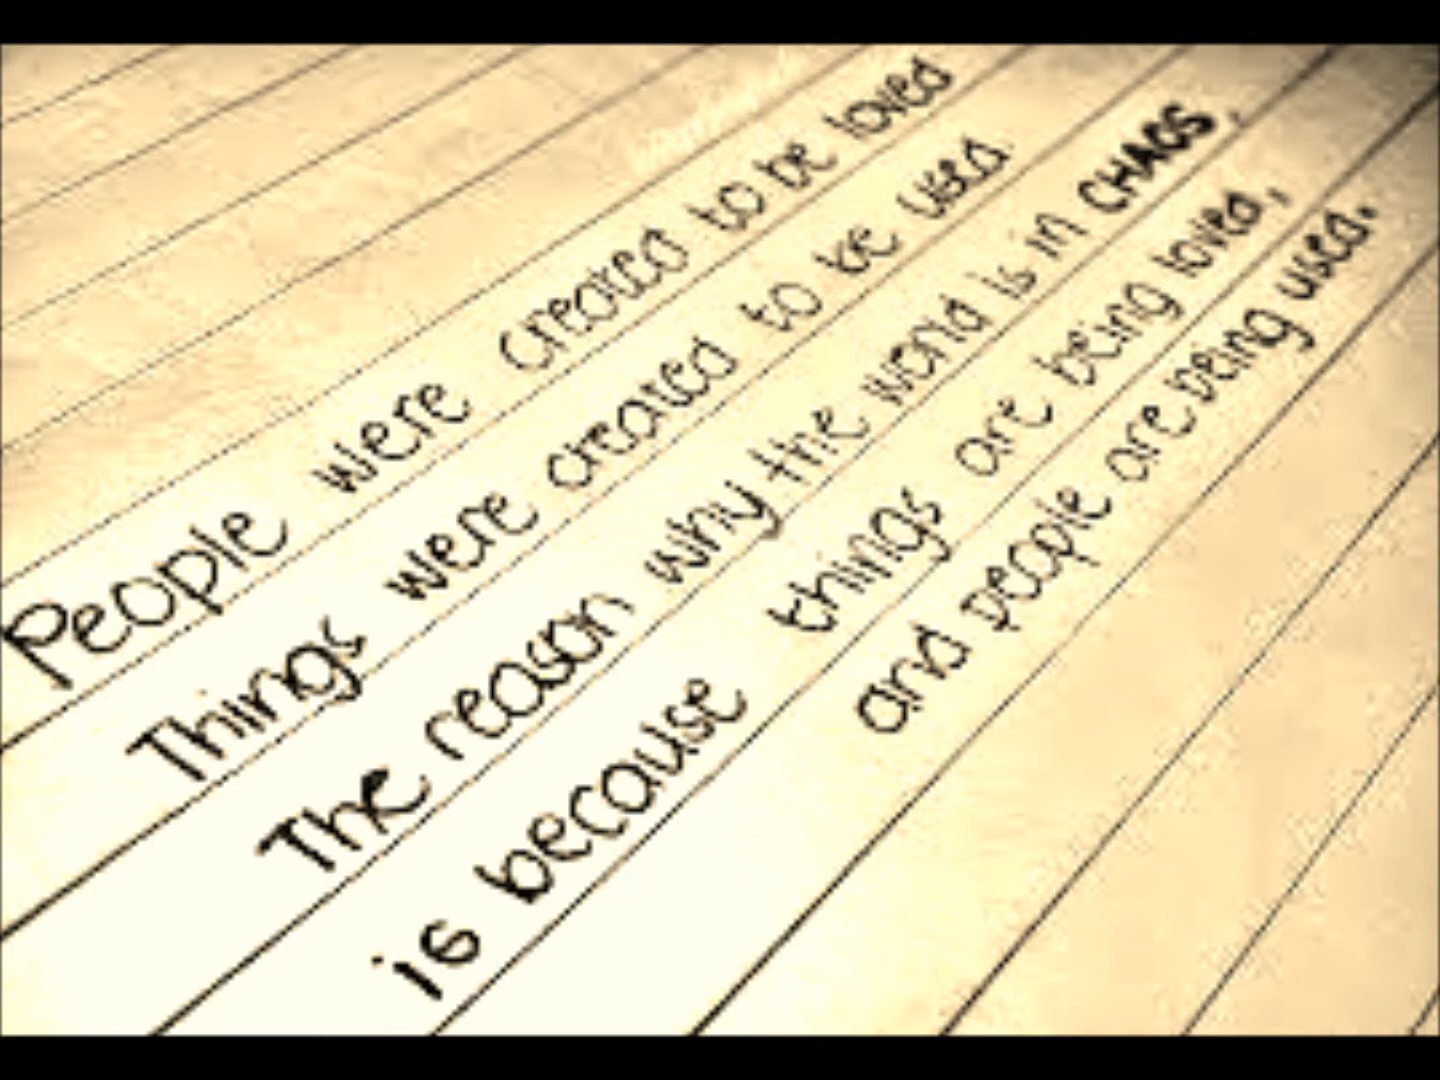 People were created to be loved
Things were created to be used.
The reason why the world is in CHAOS,
is because things are being loved,
and people are being used.